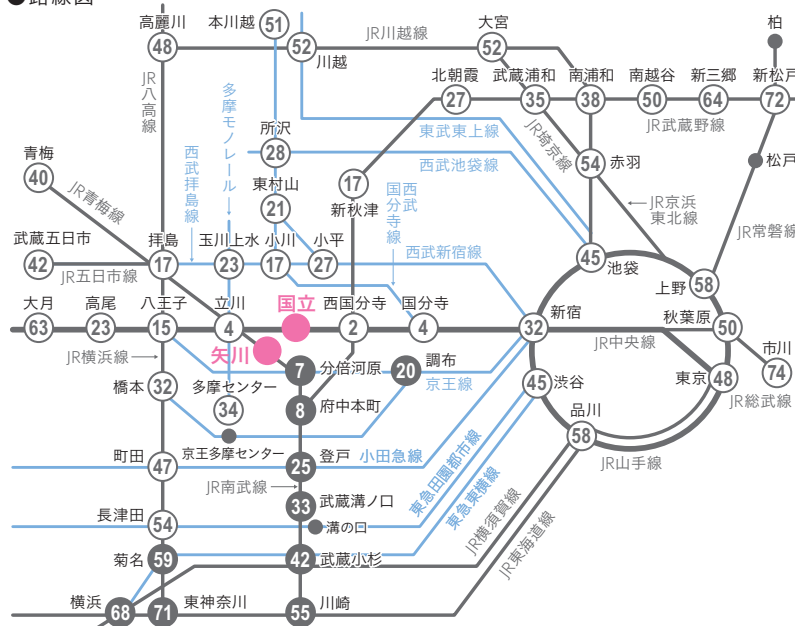 ●路線図
高麗川
48
本川越
51
52
川越
JR川越線
大宮
52
柏
JR八高線
多摩モノレール
北朝霞
27
武蔵浦和
35
南浦和
38
南越谷
50
新三郷
64
新松戸
72
東武東上線
JR埼京線
JR武蔵野線
所沢
28
西武池袋線
54
赤羽
松戸
青梅
40
JR青梅線
西武拝島線
東村山
21
17
新秋津
西武国分寺線
←JR京浜東北線
JR常磐線
武蔵五日市
42
JR五日市線
拝島
17
玉川上水
23
小川
17
小平
27
西武新宿線
45
池袋
上野
58
大月
63
高尾
23
八王子
15
立川
4
国立
西国分寺
2
国分寺
4
32
新宿
秋葉原
50
JR中央線
JR横浜線→
矢川
7
分倍河原
20
調布
京王線
市川
74
JR総武線
橋本
32
多摩センター
34
8
府中本町
45
渋谷
東京
48
品川
58
JR山手線
京王多摩センター
町田
47
25
登戸
小田急線
JR南武線→
33
武蔵溝ノ口
東急田園都市線
東急東横線
長津田
54
溝の口
JR横須賀線
JR東海道線
菊名
59
42
武蔵小杉
横浜
68
71
東神奈川
55
川崎